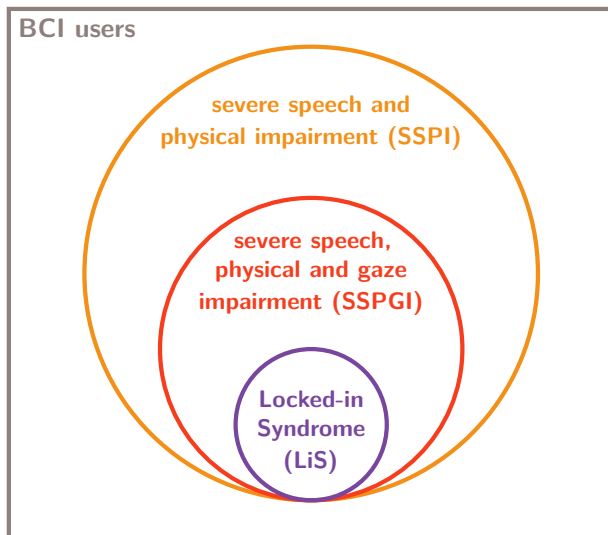 BCI users
severe speech and
physical impairment (SSPI)
severe speech,
physical and gaze
impairment (SSPGI)
Locked-in
Syndrome
(LiS)